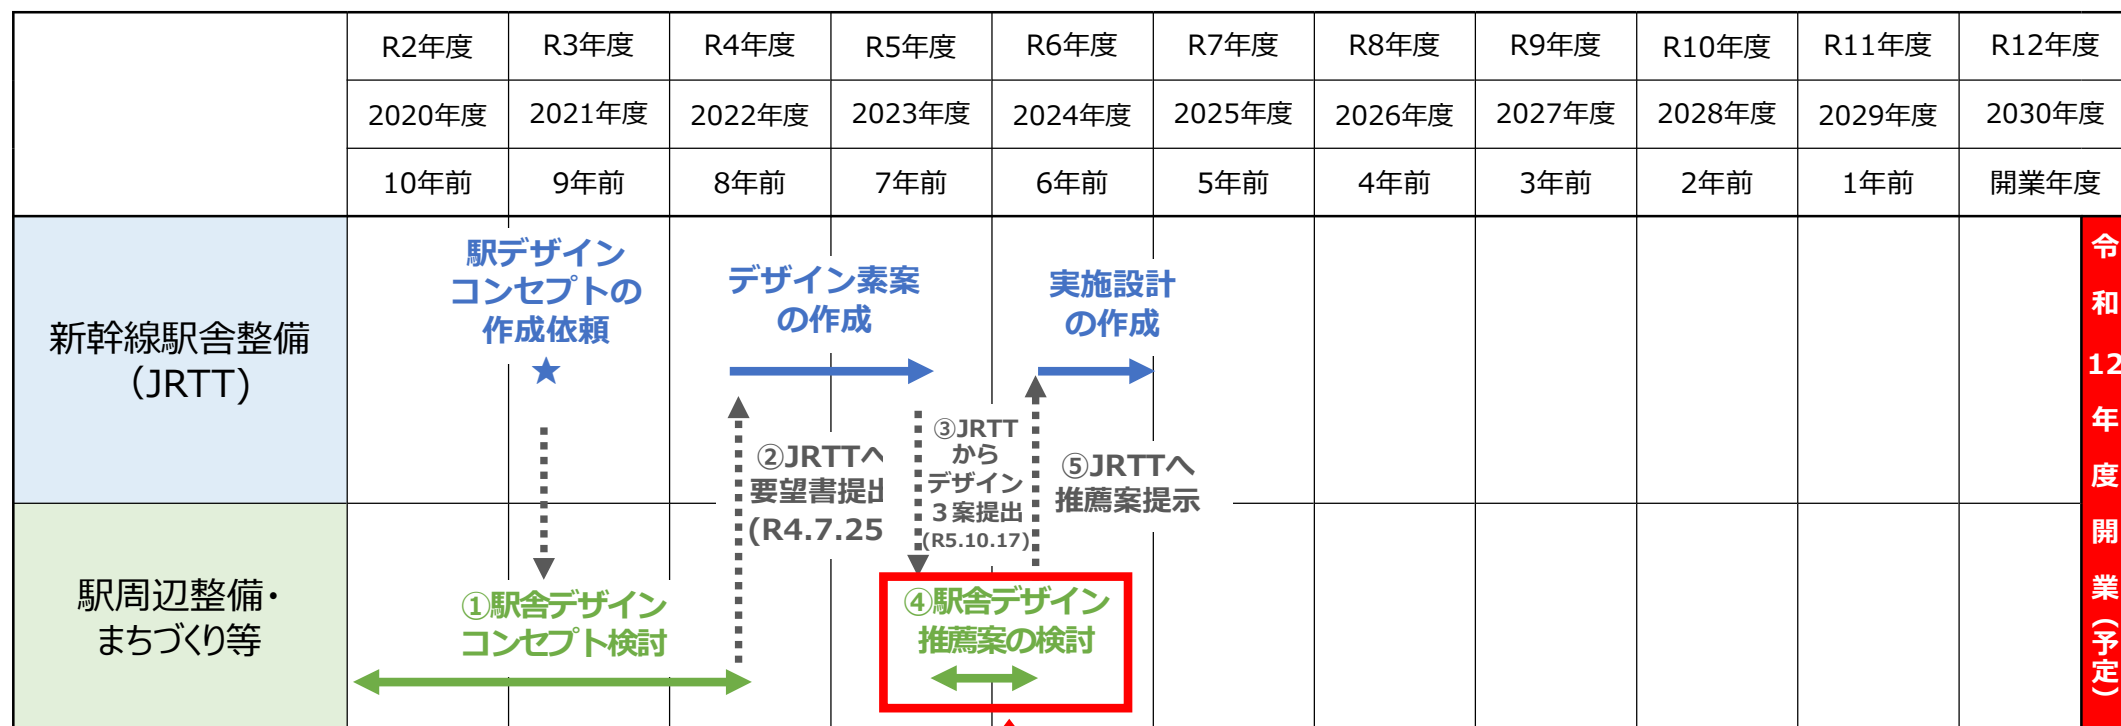 R2年度 R3年度 R4年度 R5年度 R6年度 R7年度 R8年度 R9年度 R10年度 R11年度 R12年度
2020年度 2021年度 2022年度 2023年度 2024年度 2025年度 2026年度 2027年度 2028年度 2029年度 2030年度
10年前 9年前 8年前 7年前 6年前 5年前 4年前 3年前 2年前 1年前 開業年度
新幹線駅舎整備
（JRTT)
駅デザイン
コンセプトの
作成依頼
★
デザイン素案
の作成
実施設計
の作成
②JRTTへ
要望書提出
(R4.7.25
③JRTT
から
デザイン
３案提出
(R5.10.17)
⑤JRTTへ
推薦案提示
駅周辺整備・
まちづくり等
①駅舎デザイン
コンセプト検討
④駅舎デザイン
推薦案の検討
令和12年度開業(予定)